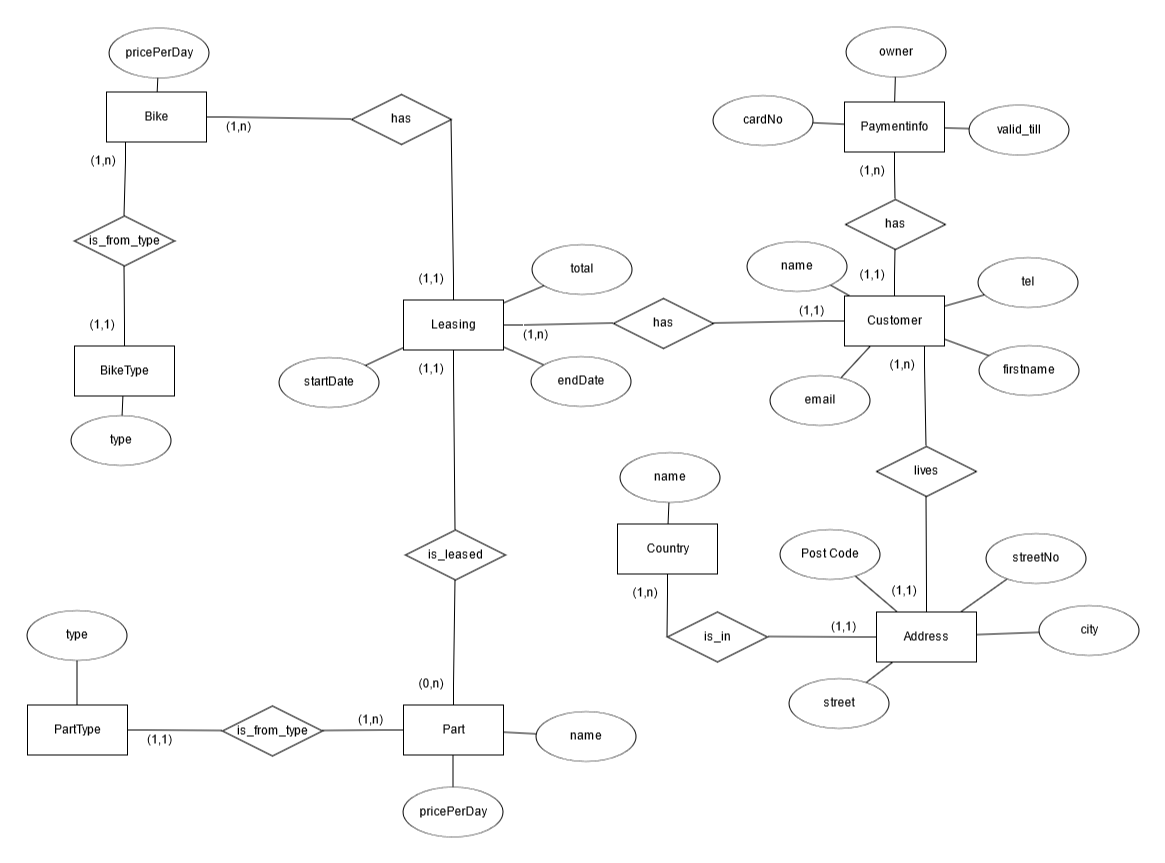 pricePerDay
Bike
(1,n)
has
(1,n)
is_from_type
(1,1)
BikeType
type
owner
cardNo
Paymentinfo
valid_till
(1,n)
has
(1,1)
name
tel
(1,1)
Customer
(1,n)
firstname
email
(1,1)
total
Leasing
(1,n)
has
(1,1)
startDate
endDate
lives
name
Country
(1,n)
Post Code
streetNo
(1,1)
is_in
(1,1)
Address
city
street
is_leased
(0,n)
type
PartType
(1,1)
is_from_type
(1,n)
Part
name
pricePerDay